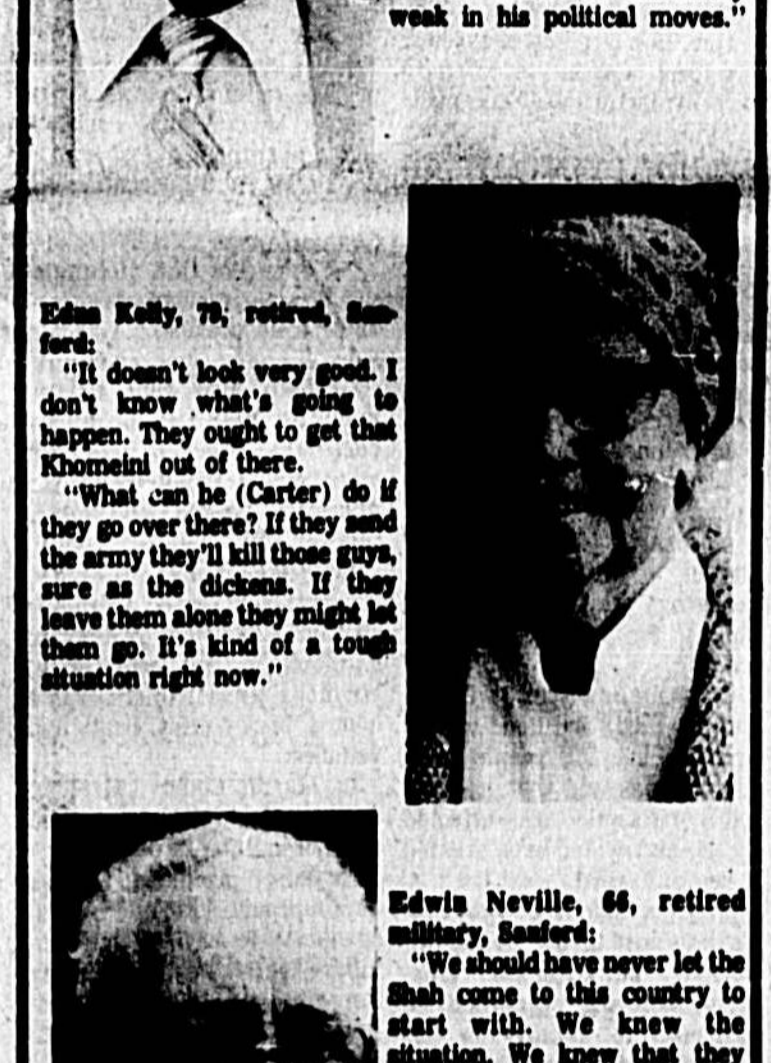 weak in his political moves."
Edna Kelly, 79, retired, San-
ford:
"It doesn't look very good. I
don't know what's going to
happen. They ought to get that
Khomeini out of there.
"What can he (Carter) do if
they go over there? If they send
the army they'll kill those guys,
sure as the dickens. If they
leave them alone they might let
them go. It's kind of a tough
situation right now."
Edwin Neville, 66, retired
military, Sanford:
"We should have never let the
Shah come to this country to
start with. We knew the
situation. We know that they